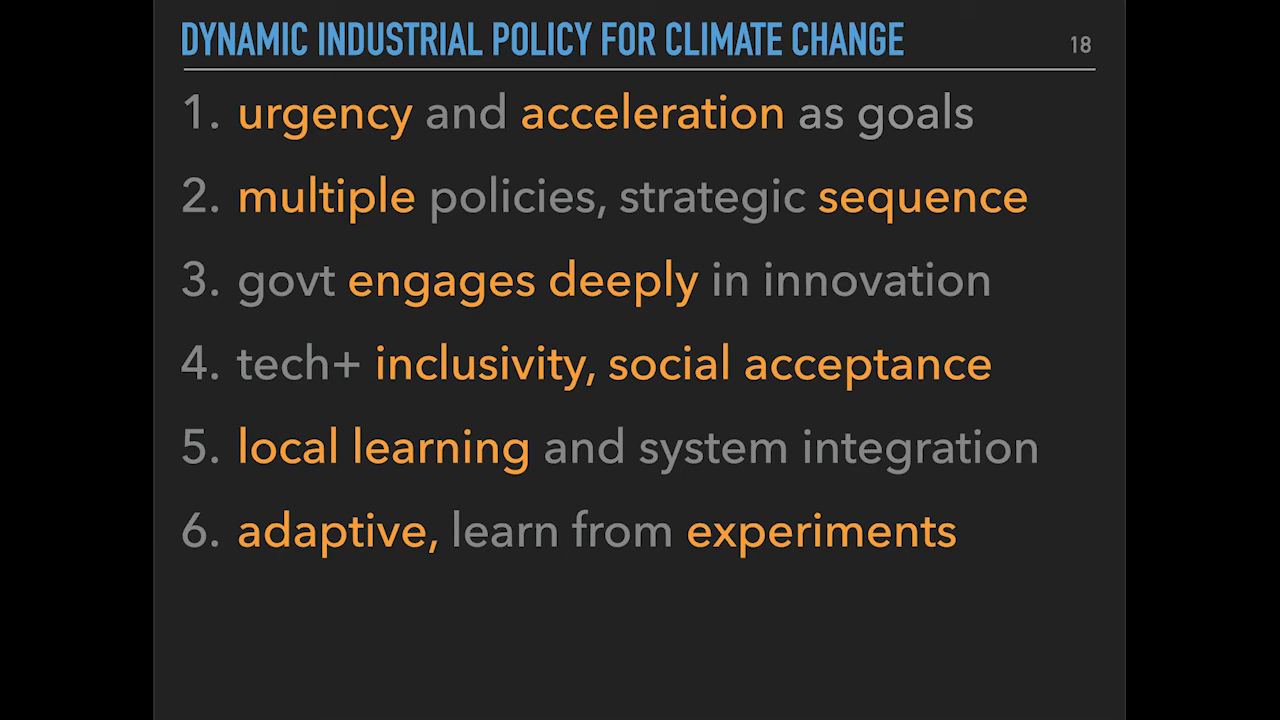 DYNAMIC INDUSTRIAL POLICY FOR CLIMATE CHANGE 18
1. urgency and acceleration as goals
2. multiple policies, strategic sequence
3. govt engages deeply in innovation
4. tech+ inclusivity, social acceptance
5. local learning and system integration
6. adaptive, learn from experiments